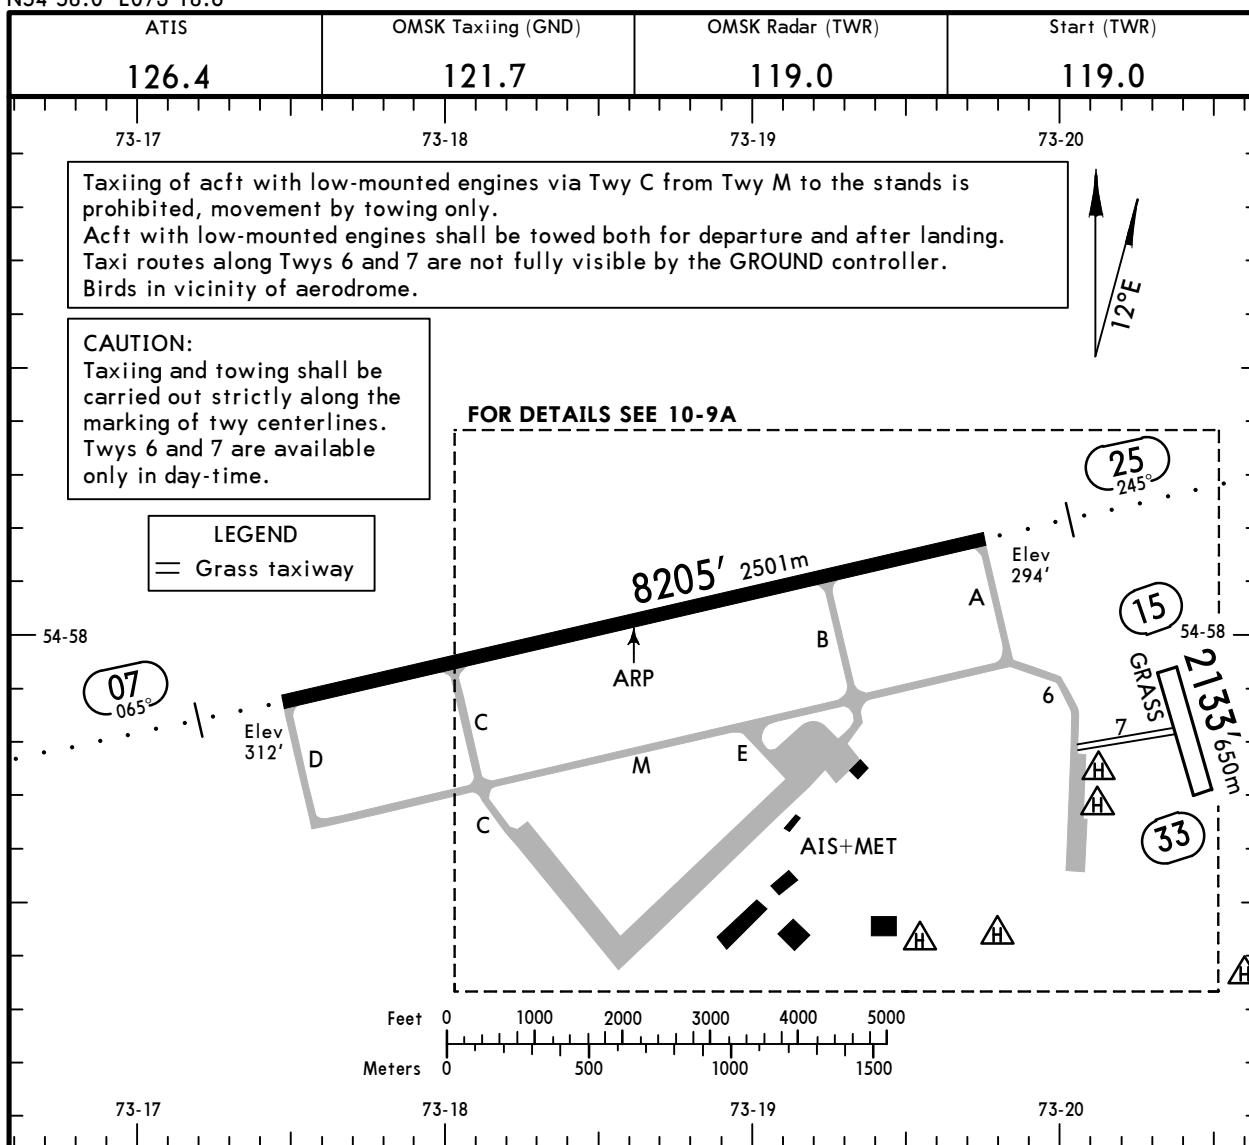 ATIS
OMSK Taxiing (GND)
OMSK Radar (TWR)
Start (TWR)
126.4
121.7
119.0
119.0
73-17
73-18
73-19
73-20
Taxiing of acft with low-mounted engines via Twy C from Twy M to the stands is
prohibited, movement by towing only.
Acft with low-mounted engines shall be towed both for departure and after landing.
Taxi routes along Twys 6 and 7 are not fully visible by the GROUND controller.
Birds in vicinity of aerodrome.
12°E
CAUTION:
Taxiing and towing shall be
carried out strictly along the
marking of twy centerlines.
Twys 6 and 7 are available
only in day-time.
FOR DETAILS SEE 10-9A
LEGEND
Grass taxiway
25
245°
8205' 2501m
Elev
294'
A
15
54-58
54-58
B
ARP
07
065°
GRASS
2133' 650m
6
7
C
Elev
312'
D
M
E
H
H
C
33
AIS+MET
H
H
H
Feet 0 1000 2000 3000 4000 5000
Meters 0 500 1000 1500
73-17
73-18
73-19
73-20